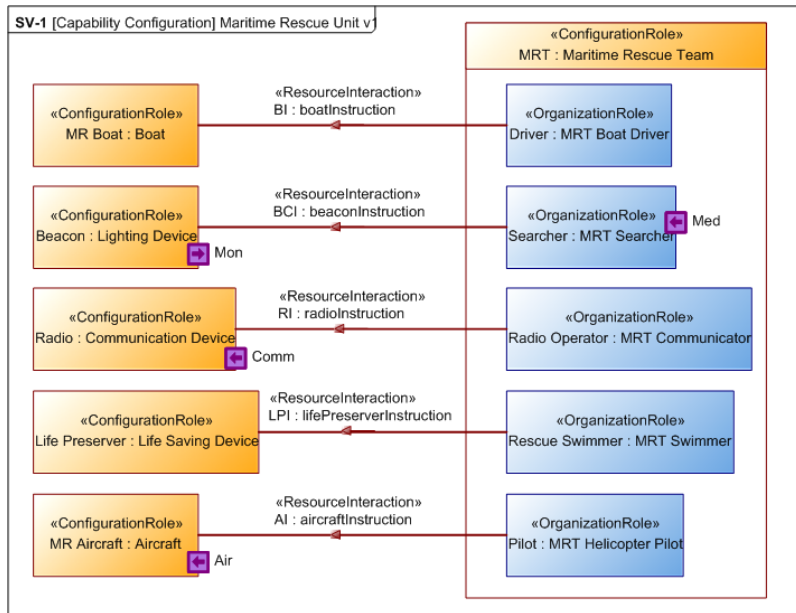 SV-1 [Capability Configuration] Maritime Rescue Unit v1
«ConfigurationRole»
MRT : Maritime Rescue Team
«ConfigurationRole»
MR Boat : Boat
«ResourceInteraction»
BI : boatInstruction
«OrganizationRole»
Driver : MRT Boat Driver
«ConfigurationRole»
Beacon : Lighting Device
Mon
«ResourceInteraction»
BCI : beaconInstruction
«OrganizationRole»
Searcher : MRT Searcher
Med
«ConfigurationRole»
Radio : Communication Device
Comm
«ResourceInteraction»
RI : radioInstruction
«OrganizationRole»
Radio Operator : MRT Communicator
«ConfigurationRole»
Life Preserver : Life Saving Device
«ResourceInteraction»
LPI : lifePreserverInstruction
«OrganizationRole»
Rescue Swimmer : MRT Swimmer
«ConfigurationRole»
MR Aircraft : Aircraft
Air
«ResourceInteraction»
AI : aircraftInstruction
«OrganizationRole»
Pilot : MRT Helicopter Pilot